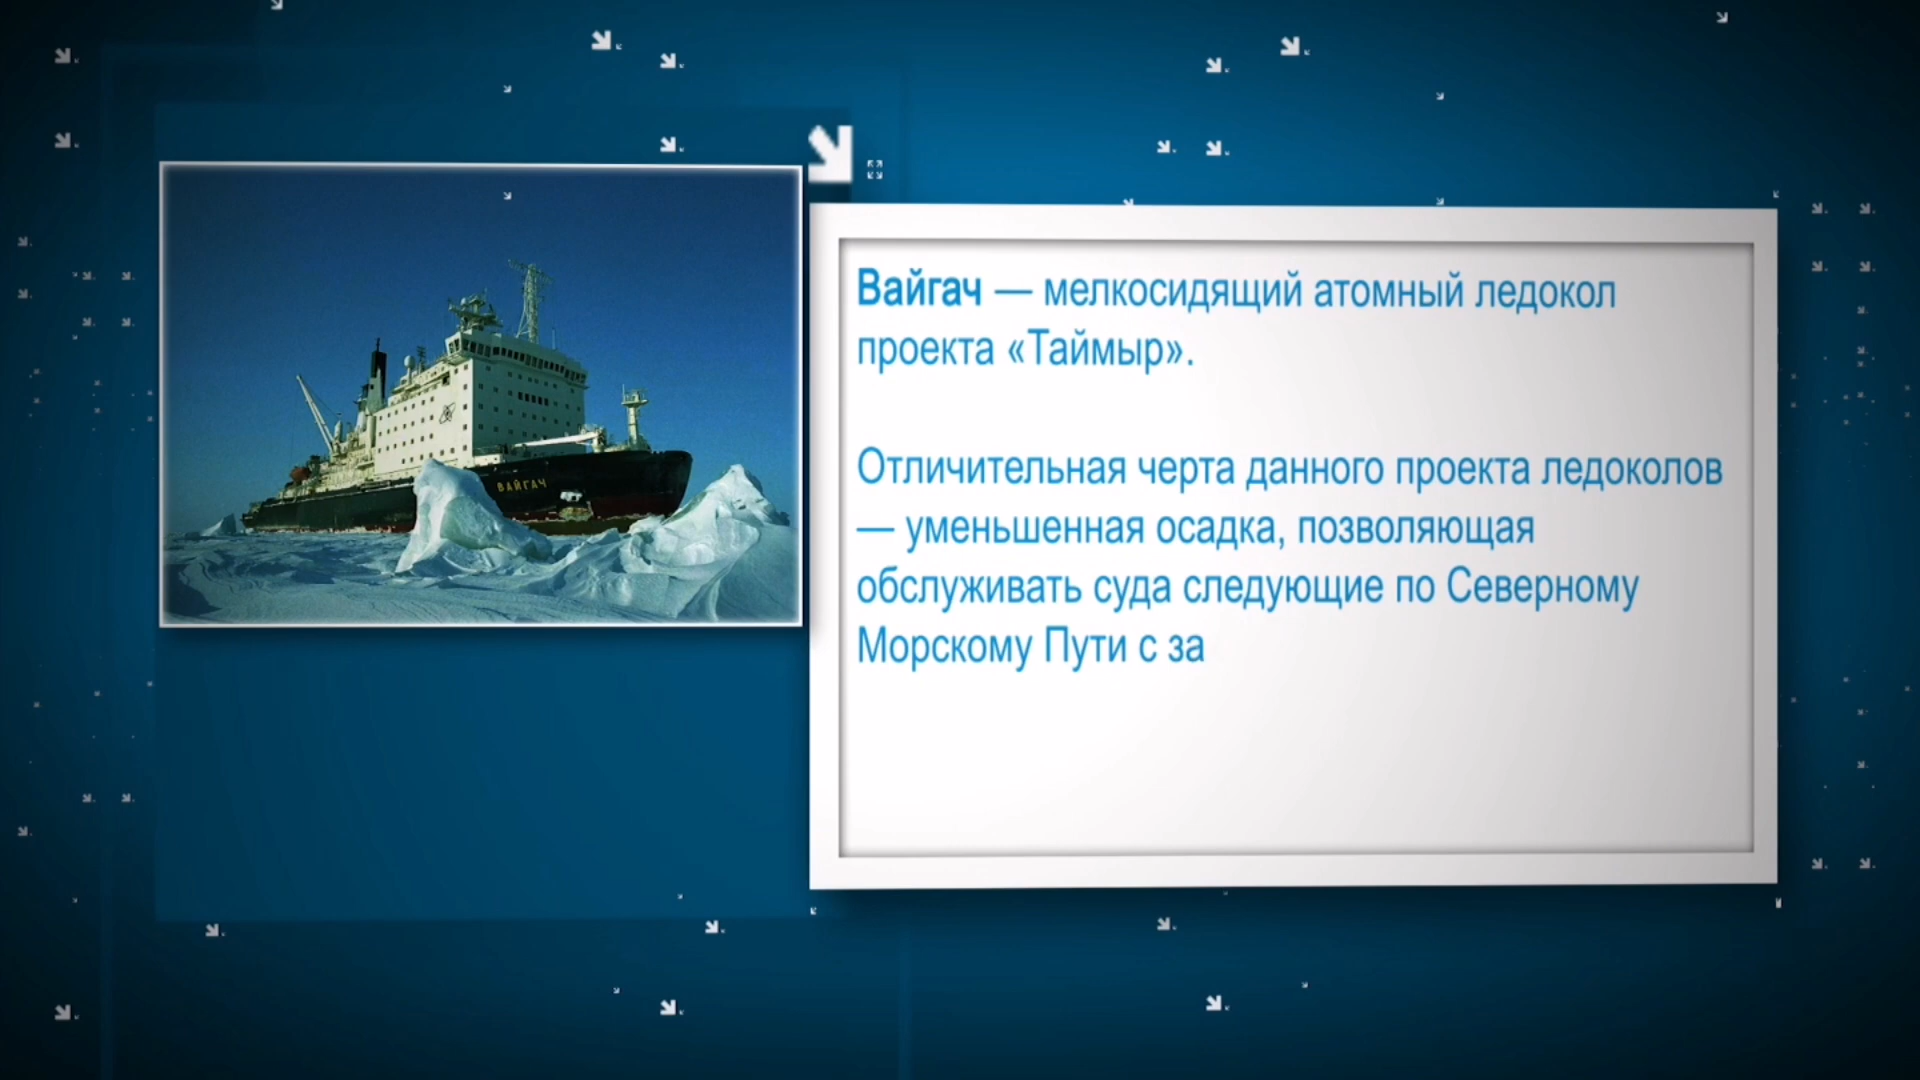 ВАЙГАЧ
Вайгач — мелкосидящий атомный ледокол
проекта «Таймыр».
Отличительная черта данного проекта ледоколов
— уменьшенная осадка, позволяющая
обслуживать суда следующие по Северному
Морскому Пути с за